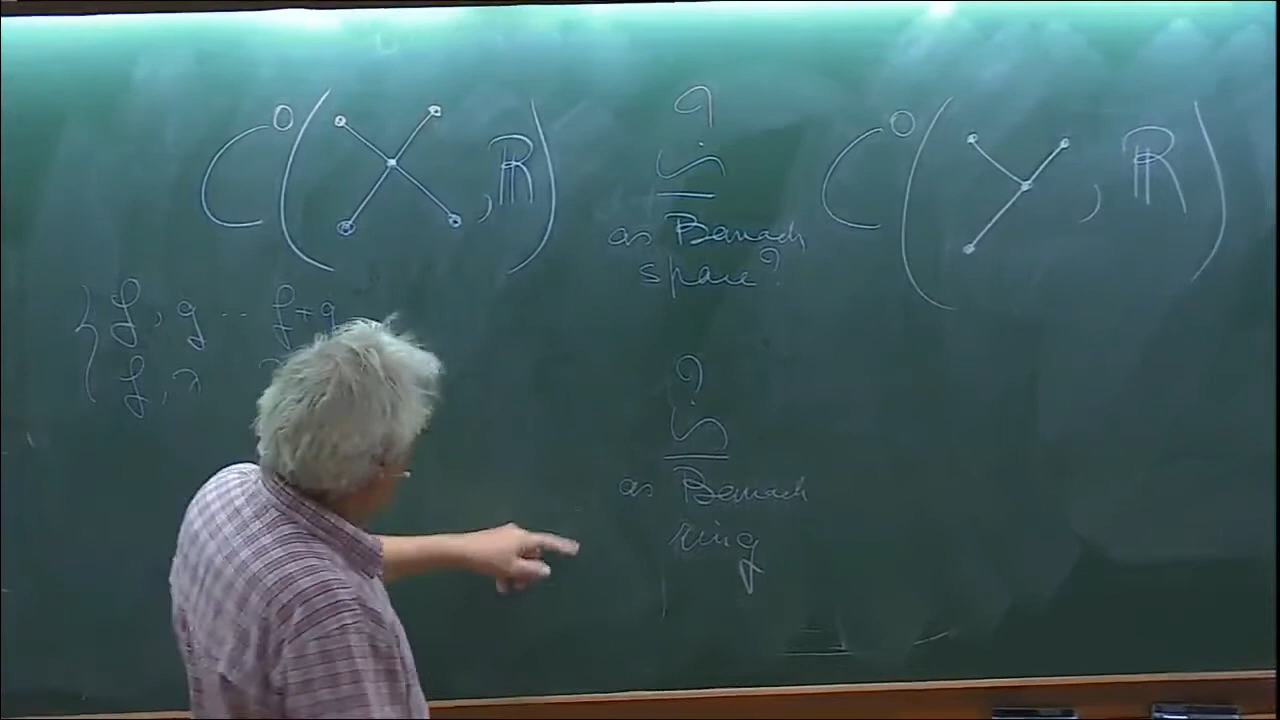 C⁰( , ℝ) ? ≅ C⁰( , ℝ)
as Banach
space?
{ f, g .. f+g
f, λ
?
≅
as Banach
ring